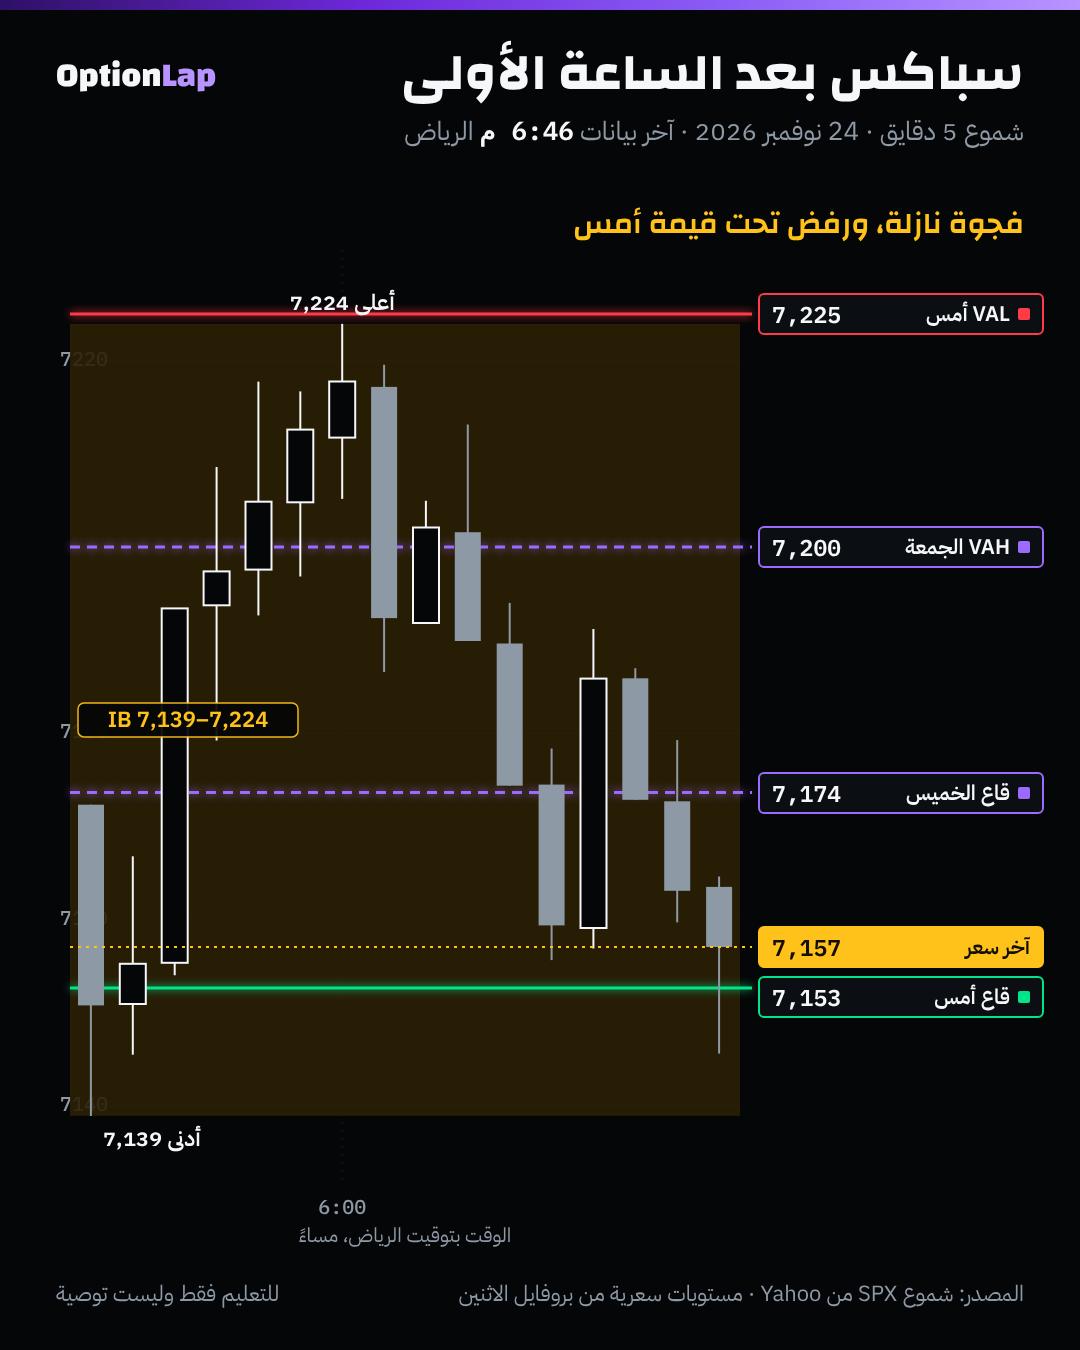 سباكس بعد الساعة الأولى
OptionLap
شموع 5 دقايق · 24 نوفمبر 2026 · آخر بيانات 6:46 م الرياض
فجوة نازلة، ورفض تحت قيمة أمس
أعلى 7,224
VAL أمس 7,225
7220
VAH الجمعة 7,200
IB 7,139–7,224
قاع الخميس 7,174
آخر سعر 7,157
قاع أمس 7,153
7140
أدنى 7,139
6:00
الوقت بتوقيت الرياض، مساءً
المصدر: شموع SPX من Yahoo · مستويات سعرية من بروفايل الاثنين
للتعليم فقط وليست توصية